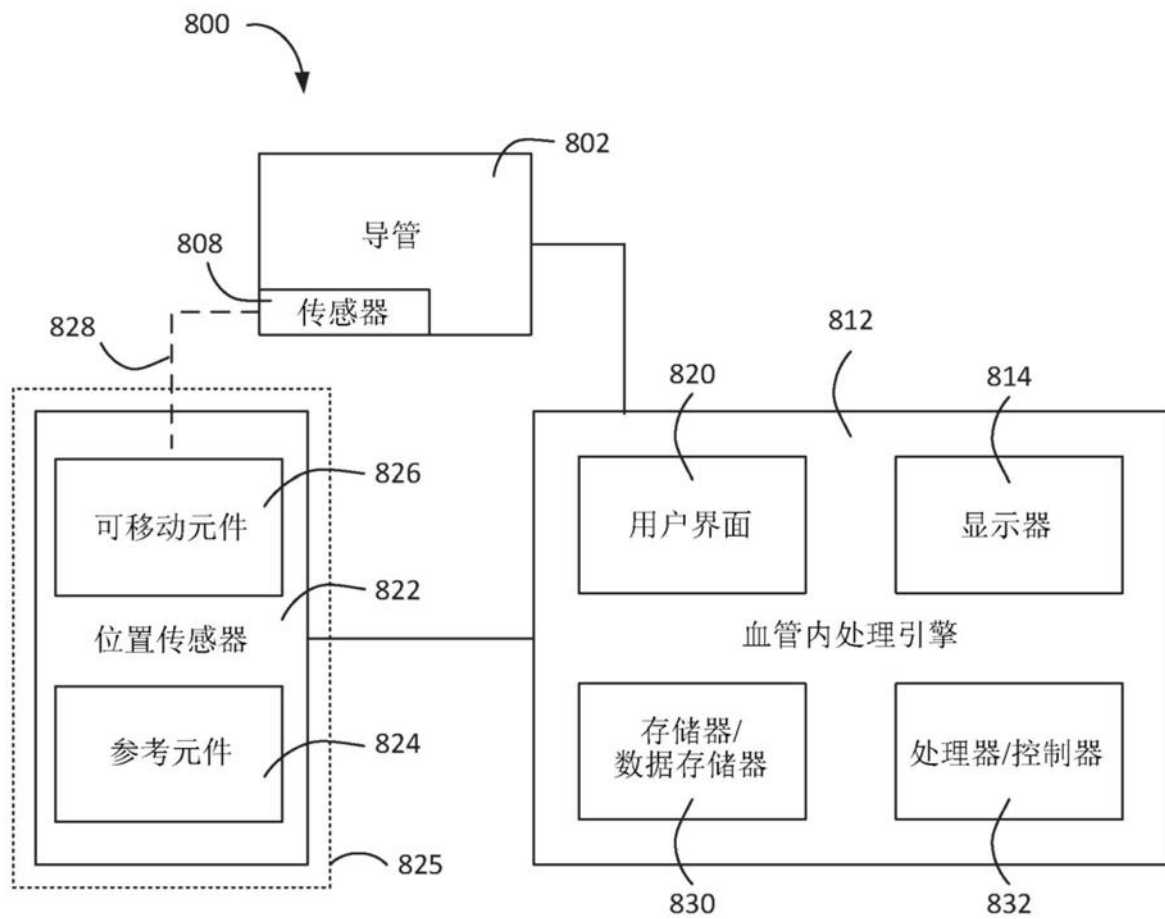 800
802
导管
808
传感器
828
812
820
814
826
可移动元件
用户界面
显示器
822
位置传感器
血管内处理引擎
参考元件
824
存储器/
数据存储器
处理器/控制器
825
830
832